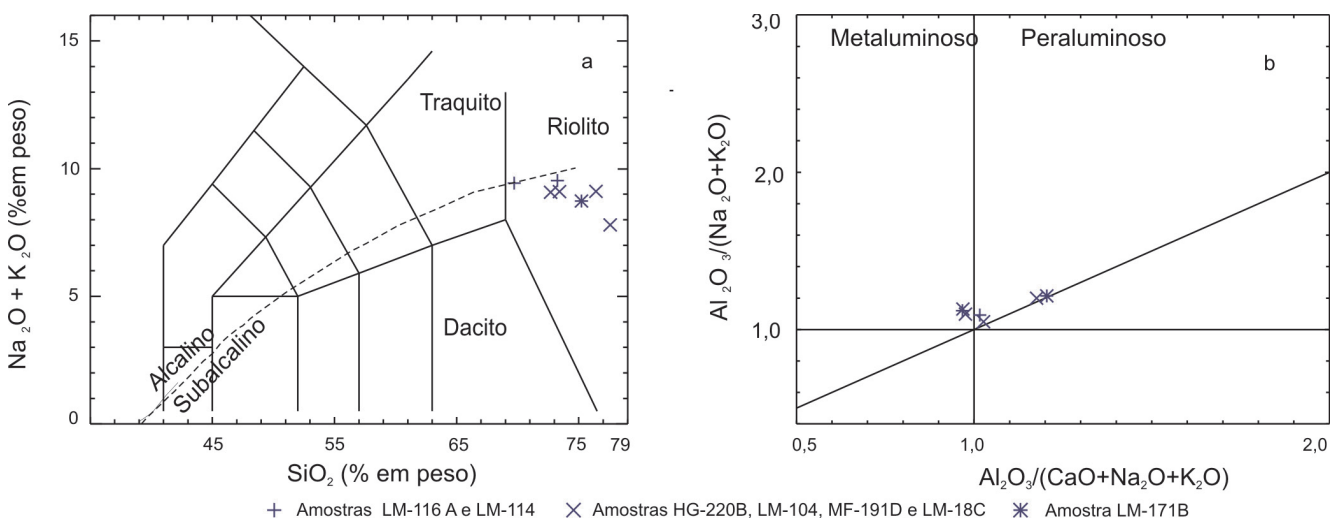 a
Traquito
Riolito
Dacito
Alcalino
Subalcalino
Na₂O + K₂O (%em peso)
15
10
5
0
45
55
65
75
79
SiO₂ (% em peso)
Metaluminoso
Peraluminoso
b
Al₂O₃/(Na₂O+K₂O)
3,0
2,0
1,0
0,5
1,0
2,0
Al₂O₃/(CaO+Na₂O+K₂O)
Amostras LM-116 A e LM-114
Amostras HG-220B, LM-104, MF-191D e LM-18C
Amostra LM-171B